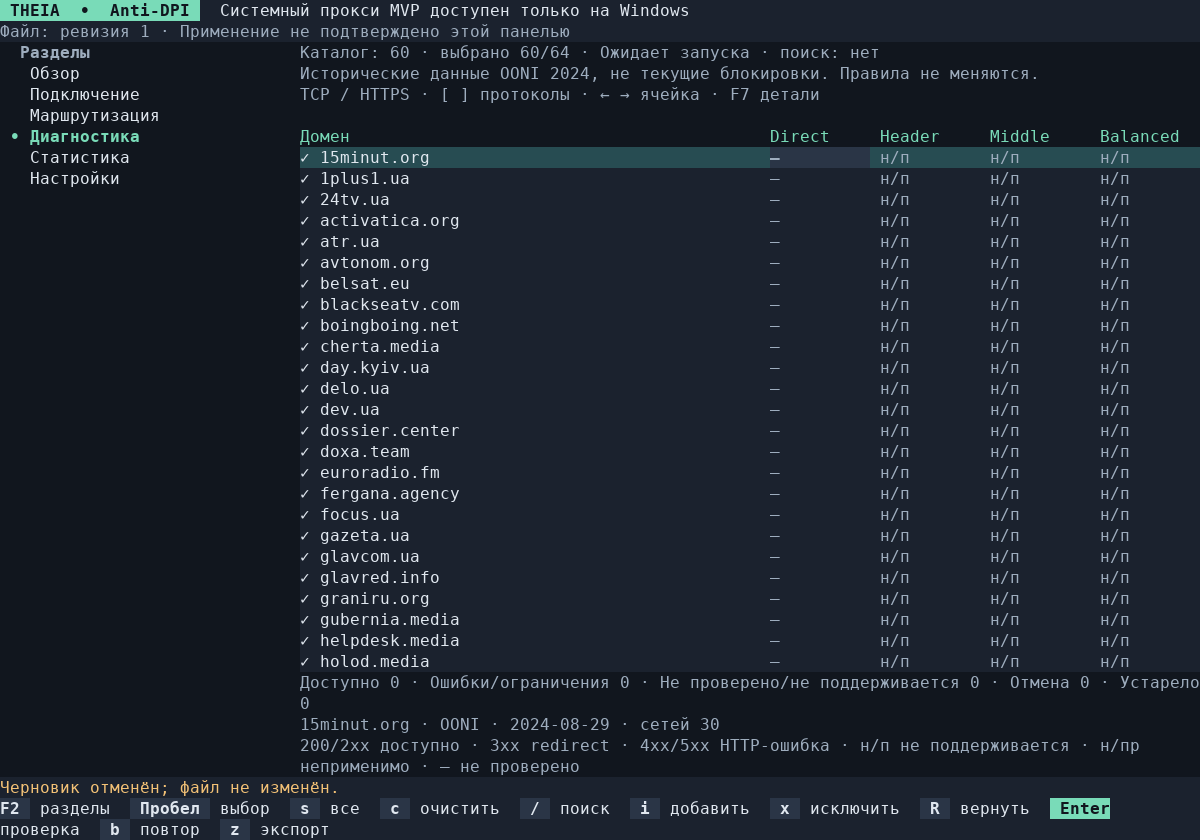 THEIA • Anti-DPI Системный прокси MVP доступен только на Windows
Файл: ревизия 1 · Применение не подтверждено этой панелью
Разделы
Обзор
Подключение
Маршрутизация
• Диагностика
Статистика
Настройки
Каталог: 60 · выбрано 60/64 · Ожидает запуска · поиск: нет
Исторические данные OONI 2024, не текущие блокировки. Правила не меняются.
TCP / HTTPS · [ ] протоколы · ← → ячейка · F7 детали
Домен Direct Header Middle Balanced
✓ 15minut.org — н/п н/п н/п
✓ 1plus1.ua — н/п н/п н/п
✓ 24tv.ua — н/п н/п н/п
✓ activatica.org — н/п н/п н/п
✓ atr.ua — н/п н/п н/п
✓ avtonom.org — н/п н/п н/п
✓ belsat.eu — н/п н/п н/п
✓ blackseatv.com — н/п н/п н/п
✓ boingboing.net — н/п н/п н/п
✓ cherta.media — н/п н/п н/п
✓ day.kyiv.ua — н/п н/п н/п
✓ delo.ua — н/п н/п н/п
✓ dev.ua — н/п н/п н/п
✓ dossier.center — н/п н/п н/п
✓ doxa.team — н/п н/п н/п
✓ euroradio.fm — н/п н/п н/п
✓ fergana.agency — н/п н/п н/п
✓ focus.ua — н/п н/п н/п
✓ gazeta.ua — н/п н/п н/п
✓ glavcom.ua — н/п н/п н/п
✓ glavred.info — н/п н/п н/п
✓ graniru.org — н/п н/п н/п
✓ gubernia.media — н/п н/п н/п
✓ helpdesk.media — н/п н/п н/п
✓ holod.media — н/п н/п н/п
Доступно 0 · Ошибки/ограничения 0 · Не проверено/не поддерживается 0 · Отмена 0 · Устарело
0
15minut.org · OONI · 2024-08-29 · сетей 30
200/2xx доступно · 3xx redirect · 4xx/5xx HTTP-ошибка · н/п не поддерживается · н/пр
неприменимо · — не проверено
Черновик отменён; файл не изменён.
F2 разделы Пробел выбор s все c очистить / поиск i добавить x исключить R вернуть Enter
проверка b повтор z экспорт